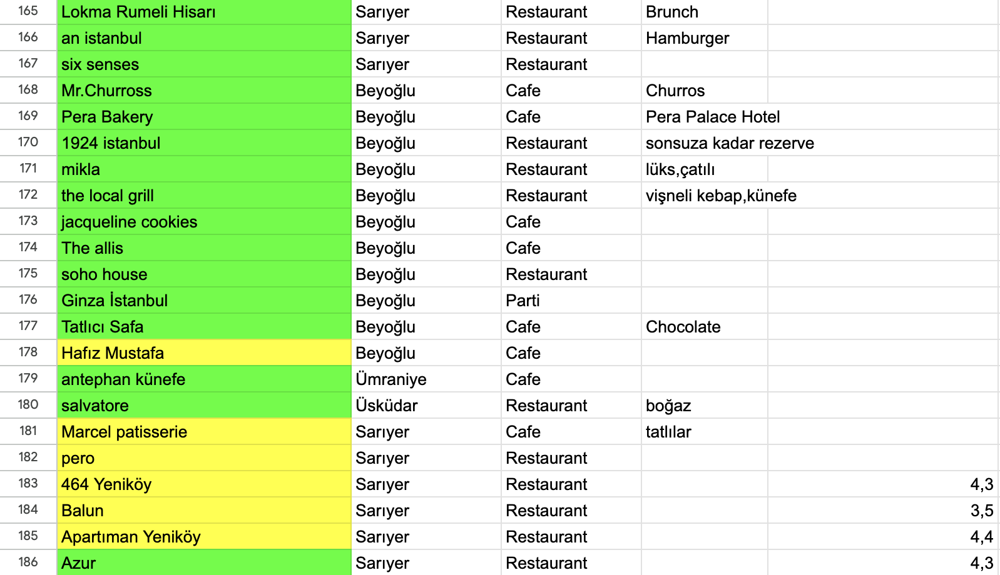 165 Lokma Rumeli Hisarı Sarıyer Restaurant Brunch
166 an istanbul Sarıyer Restaurant Hamburger
167 six senses Sarıyer Restaurant
168 Mr.Churross Beyoğlu Cafe Churros
169 Pera Bakery Beyoğlu Cafe Pera Palace Hotel
170 1924 istanbul Beyoğlu Restaurant sonsuza kadar rezerve
171 mikla Beyoğlu Restaurant lüks,çatılı
172 the local grill Beyoğlu Restaurant vişneli kebap,künefe
173 jacqueline cookies Beyoğlu Cafe
174 The allis Beyoğlu Cafe
175 soho house Beyoğlu Restaurant
176 Ginza İstanbul Beyoğlu Parti
177 Tatlıcı Safa Beyoğlu Cafe Chocolate
178 Hafız Mustafa Beyoğlu Cafe
179 antephan künefe Ümraniye Cafe
180 salvatore Üsküdar Restaurant boğaz
181 Marcel patisserie Sarıyer Cafe tatlılar
182 pero Sarıyer Restaurant
183 464 Yeniköy Sarıyer Restaurant 4,3
184 Balun Sarıyer Restaurant 3,5
185 Apartıman Yeniköy Sarıyer Restaurant 4,4
186 Azur Sarıyer Restaurant 4,3